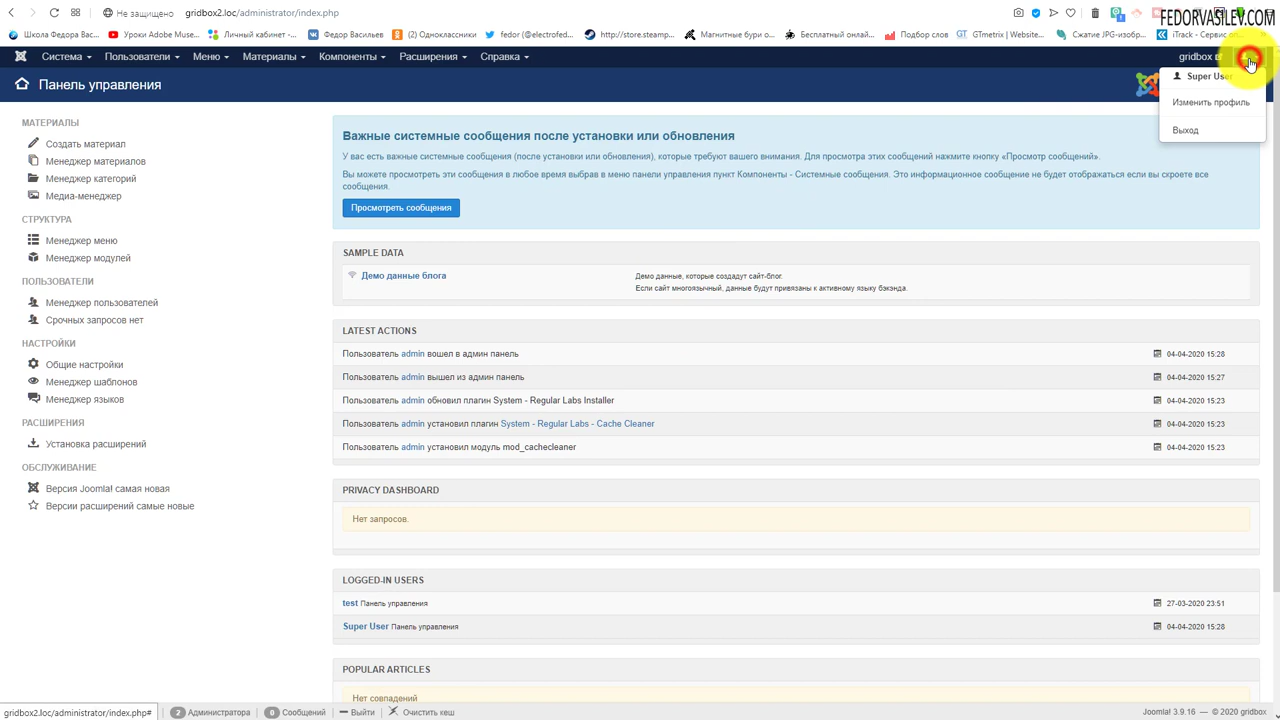 Не защищено gridbox2.loc/administrator/index.php
FEDORVASILEV.COM
Школа Федора Вас...
Уроки Adobe Muse...
Личный кабинет...
Федор Васильев
(2) Одноклассники
fedor (@electrofed...
http://store.steamp...
Магнитные бури о...
Бесплатный, десят...
Подбор слов
GTmetrix | Website...
Сжатие JPG-изобр...
iTrack - Сервис
Система
Пользователи
Меню
Материалы
Компоненты
Расширения
Справка
gridbox
Панель управления
Super User
Изменить профиль
Выход
МАТЕРИАЛЫ
Создать материал
Менеджер материалов
Менеджер категорий
Медиа-менеджер
СТРУКТУРА
Менеджер меню
Менеджер модулей
ПОЛЬЗОВАТЕЛИ
Менеджер пользователей
Срочных запросов нет
НАСТРОЙКИ
Общие настройки
Менеджер шаблонов
Менеджер языков
РАСШИРЕНИЯ
Установка расширений
ОБСЛУЖИВАНИЕ
Версия Joomla! самая новая
Версии расширений самые новые
Важные системные сообщения после установки или обновления
У вас есть важные системные сообщения (после установки или обновления), которые требуют вашего внимания. Для просмотра этих сообщений нажмите кнопку «Просмотр сообщений».
Вы можете просмотреть эти сообщения в любое время выбрав в меню панели управления пункт Компоненты - Системные сообщения. Это информационное сообщение не будет отображаться если вы скроете все
сообщения.
Просмотреть сообщения
SAMPLE DATA
Демо данные блога
Демо данные, которые создадут сайт-блог.
Если сайт многоязычный, данные будут привязаны к активному языку бэкэнда.
LATEST ACTIONS
Пользователь admin вошел в админ панель 04-04-2020 15:28
Пользователь admin вышел из админ панель 04-04-2020 15:27
Пользователь admin обновил плагин System - Regular Labs Installer 04-04-2020 15:23
Пользователь admin установил плагин System - Regular Labs - Cache Cleaner 04-04-2020 15:23
Пользователь admin установил модуль mod_cachecleaner 04-04-2020 15:23
PRIVACY DASHBOARD
Нет запросов.
LOGGED-IN USERS
test Панель управления 27-03-2020 23:51
Super User Панель управления 04-04-2020 15:28
POPULAR ARTICLES
Нет совпадений
gridbox2.loc/administrator/index.php#
2 Администратора
0 Сообщений
Выйти
Очистить кеш
Joomla! 3.9.16 — © 2020 gridbox